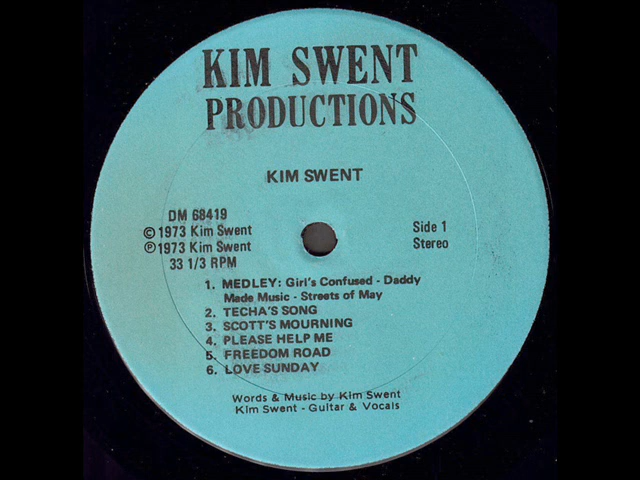 KIM SWENT
PRODUCTIONS
KIM SWENT
DM 68419
© 1973 Kim Swent
℗ 1973 Kim Swent
33 1/3 RPM
Side 1
Stereo
1. MEDLEY: Girl's Confused - Daddy
Made Music - Streets of May
2. TECHA'S SONG
3. SCOTT'S MOURNING
4. PLEASE HELP ME
5. FREEDOM ROAD
6. LOVE SUNDAY
Words & Music by Kim Swent
Kim Swent - Guitar & Vocals